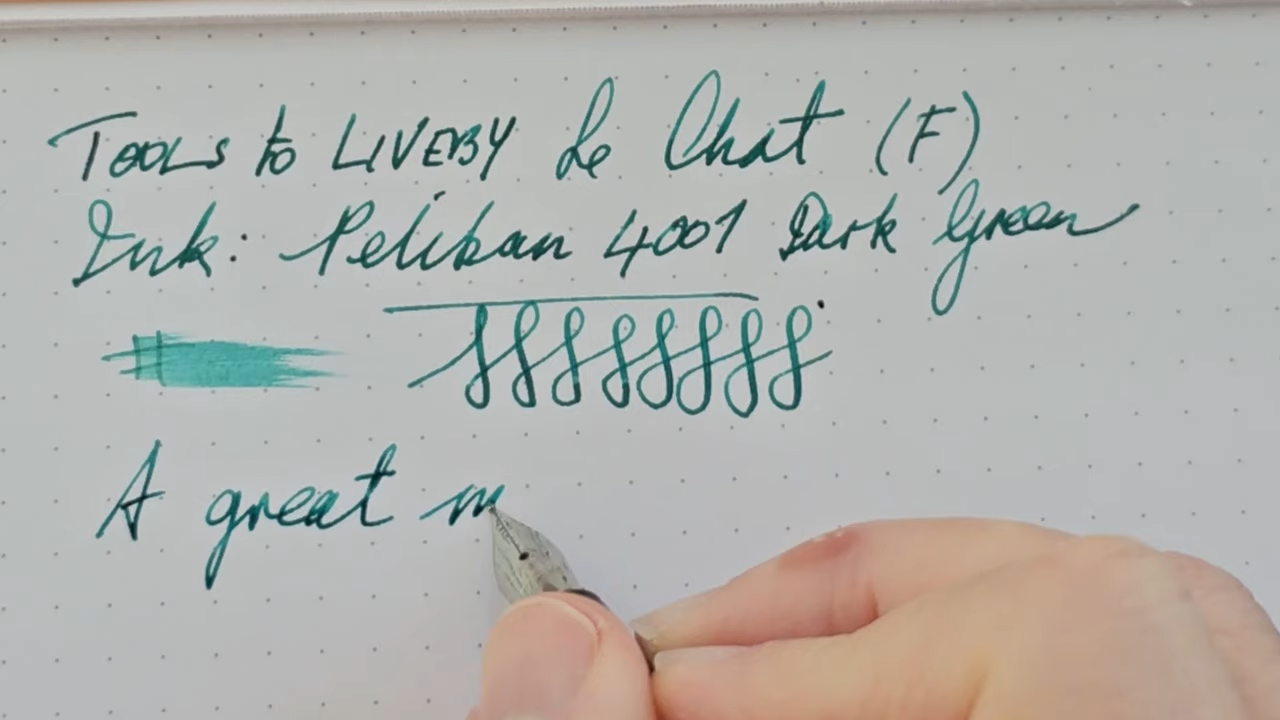 TOOLS to LIVEBY Le Chat (F)
Ink: Pelikan 4001 Dark Green
A great m